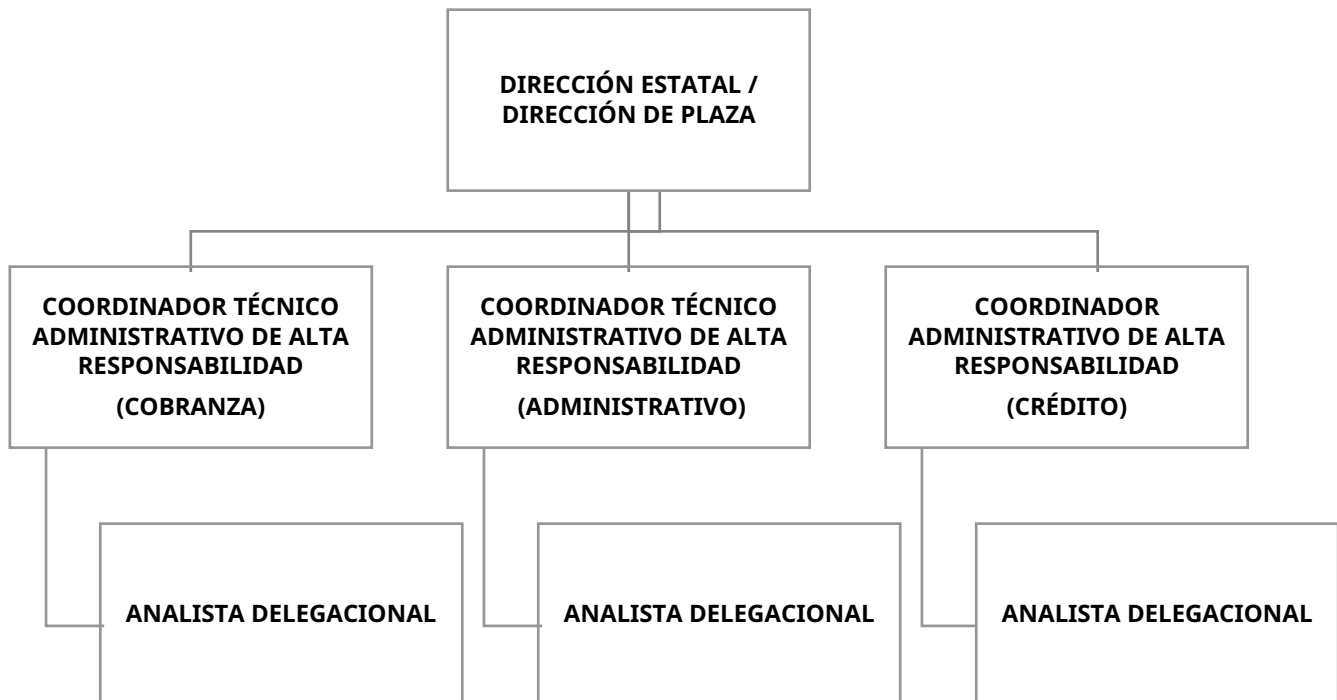 DIRECCIÓN ESTATAL /
DIRECCIÓN DE PLAZA
COORDINADOR TÉCNICO
ADMINISTRATIVO DE ALTA
RESPONSABILIDAD
(COBRANZA)
COORDINADOR TÉCNICO
ADMINISTRATIVO DE ALTA
RESPONSABILIDAD
(ADMINISTRATIVO)
COORDINADOR
ADMINISTRATIVO DE ALTA
RESPONSABILIDAD
(CRÉDITO)
ANALISTA DELEGACIONAL
ANALISTA DELEGACIONAL
ANALISTA DELEGACIONAL